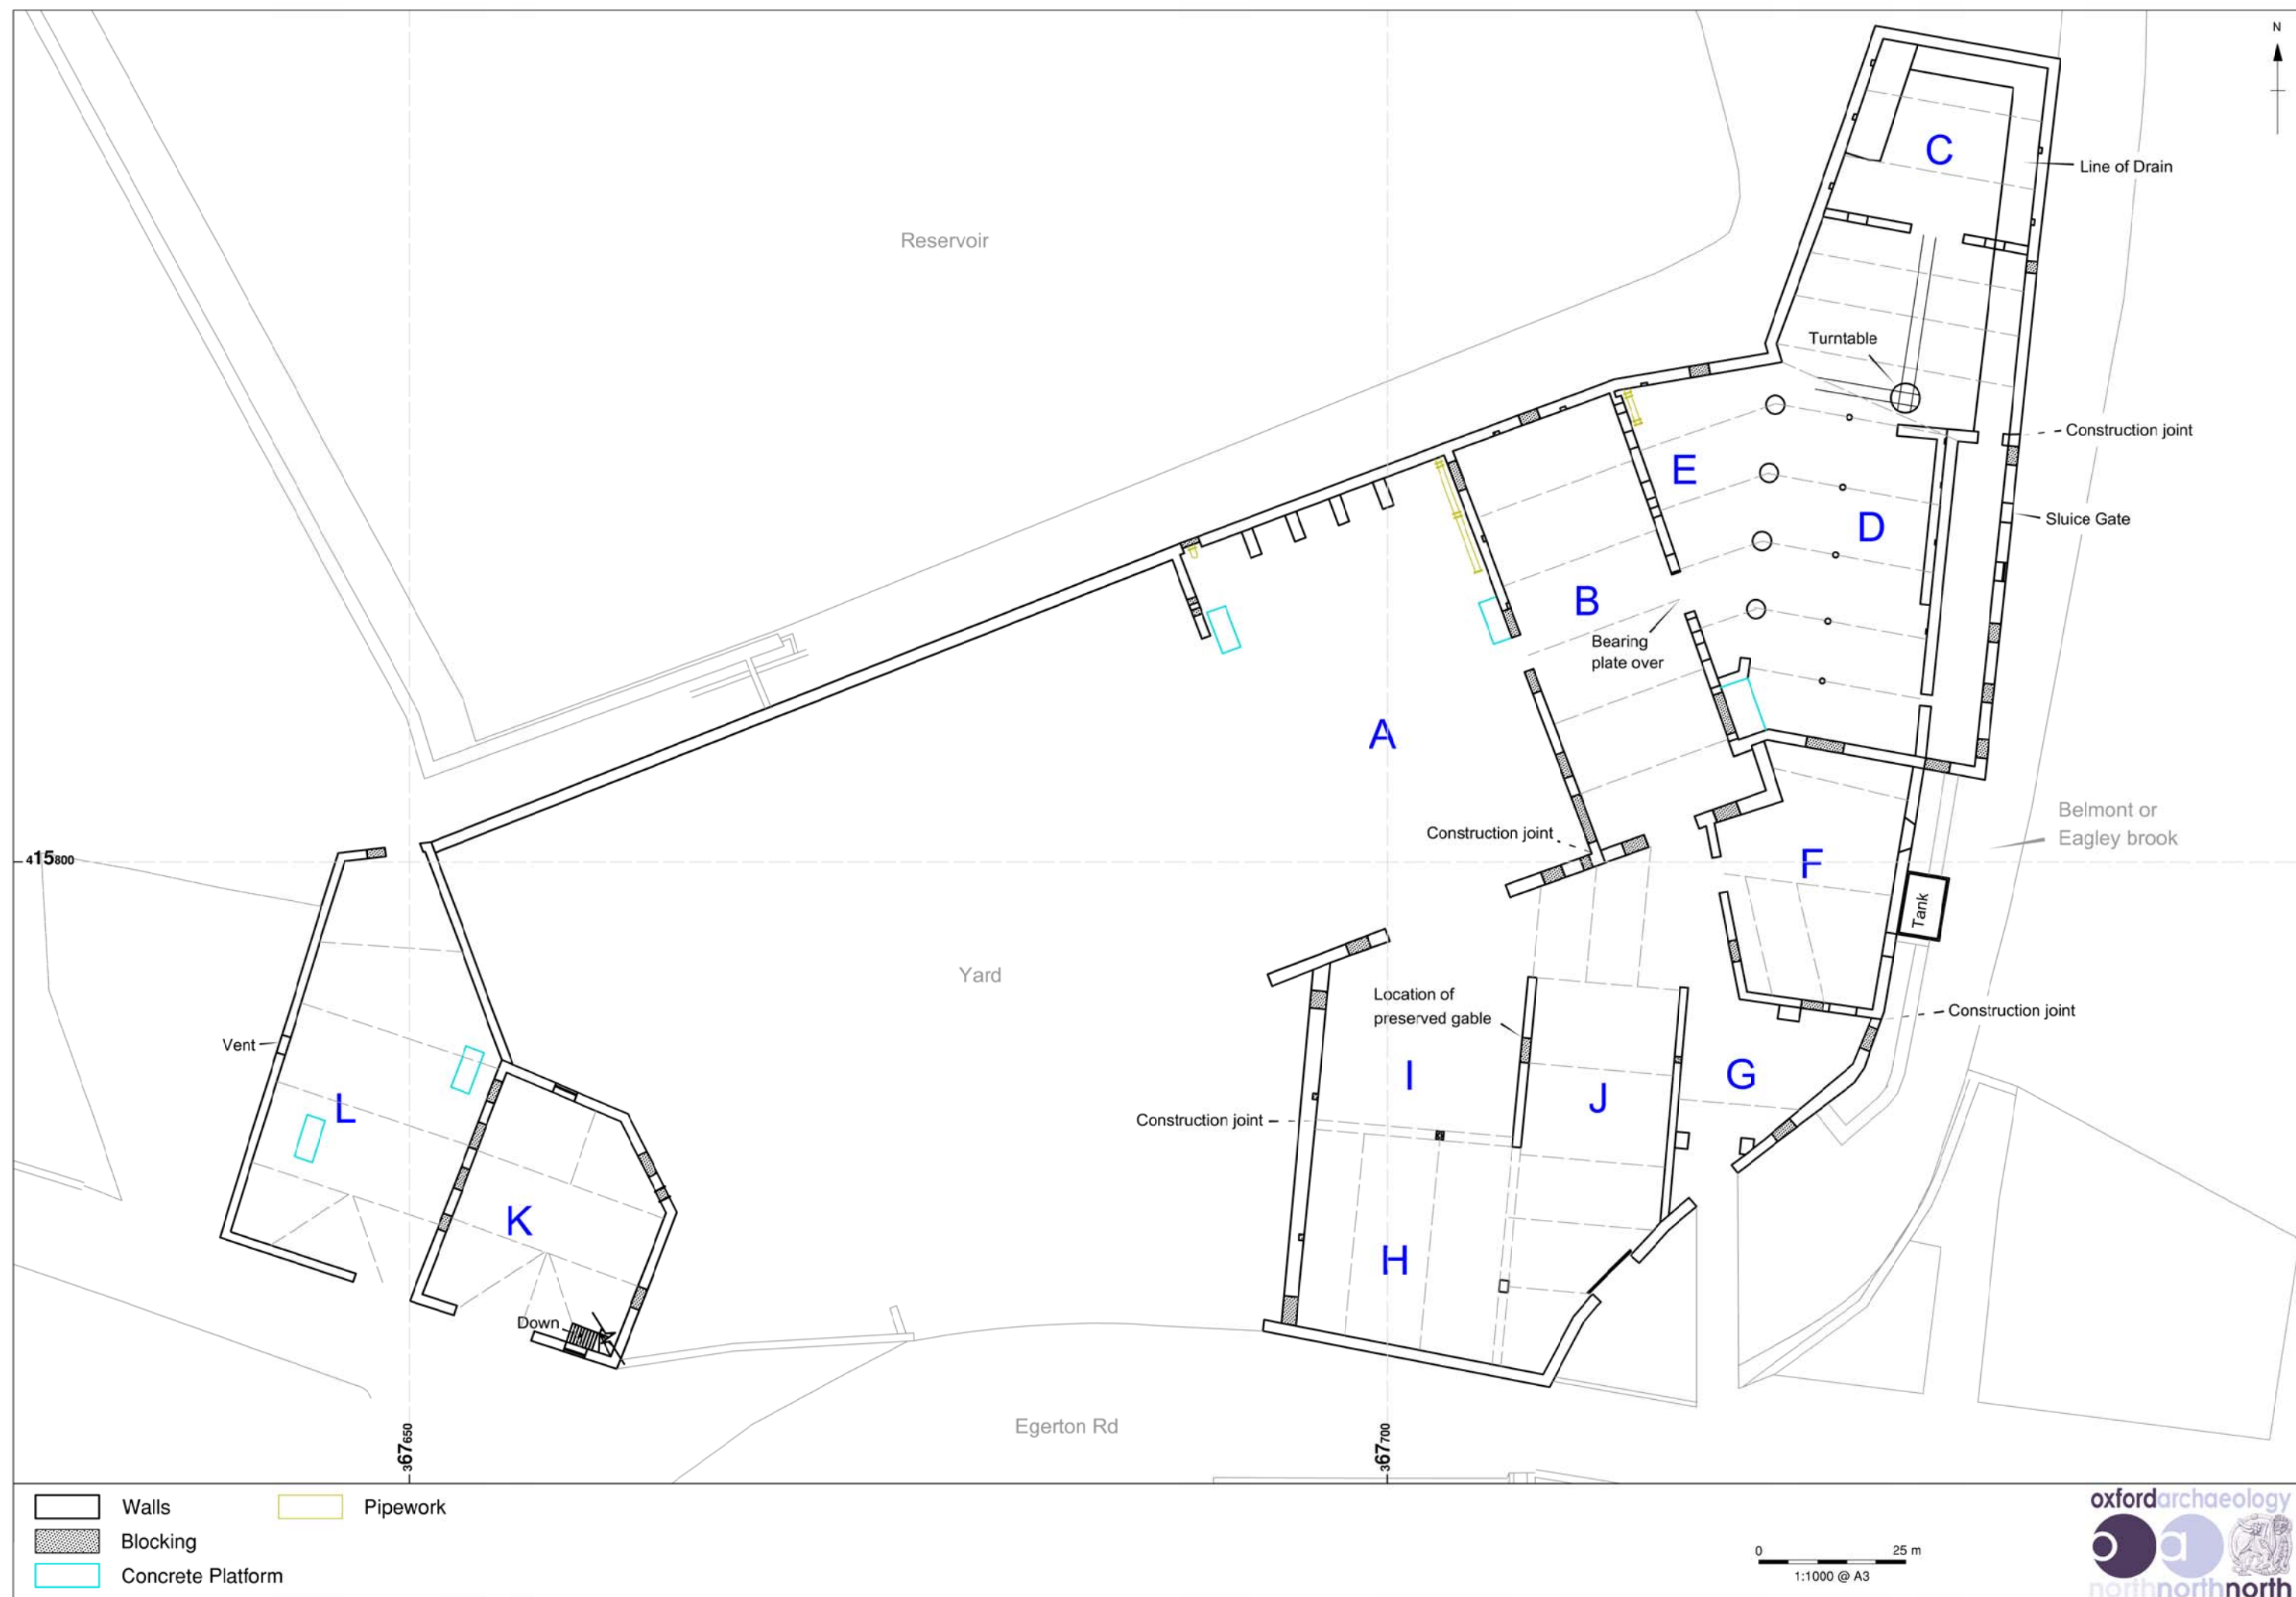 N
C
Line of Drain
Reservoir
Turntable
Construction joint
E
D
Sluice Gate
B
Bearing
plate over
A
Construction joint
Belmont or
Eagley brook
415800
F
Tank
Yard
Location of
preserved gable
Construction joint
Vent
I
J
G
L
Construction joint
K
H
Down
Egerton Rd
367650
367700
Walls
Pipework
Blocking
Concrete Platform
0 25 m
1:1000 @ A3
oxfordarchaeology
o a
northnorthnorth